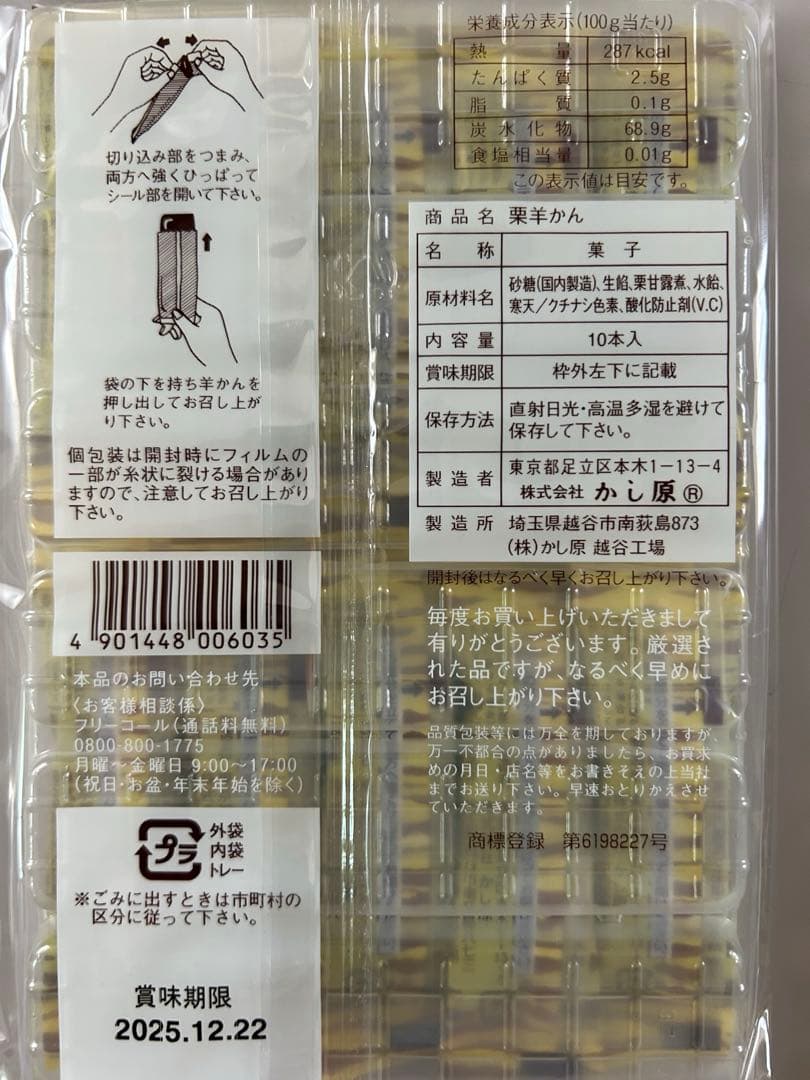 切り込み部をつまみ、
両方へ強くひっぱって
シール部を開いて下さい。
袋の下を持ち羊かんを
押し出してお召し上が
り下さい。
個包装は開封時にフィルムの
一部が糸状に裂ける場合があり
ますので、注意してお召し上がり
下さい。
4 901448 006035
本品のお問い合わせ先
〈お客様相談係〉
フリーコール(通話料無料)
0800-800-1775
月曜〜金曜日 9:00〜17:00
(祝日・お盆・年末年始を除く)
プラ
外袋
内袋
トレー
※ごみに出すときは市町村の
区分に従って下さい。
賞味期限
2025.12.22
栄養成分表示(100g当たり)
熱量 287kcal
たんぱく質 2.5g
脂質 0.1g
炭水化物 68.9g
食塩相当量 0.01g
この表示値は目安です。
商品名 栗羊かん
名称 菓子
原材料名 砂糖(国内製造)、生餡、栗甘露煮、水飴、
寒天/クチナシ色素、酸化防止剤(V.C)
内容量 10本入
賞味期限 枠外左下に記載
保存方法 直射日光・高温多湿を避けて
保存して下さい。
製造者 東京都足立区本木1-13-4
株式会社 かし原®
製造所 埼玉県越谷市南荻島873
(株)かし原 越谷工場
開封後はなるべく早くお召し上がり下さい。
毎度お買い上げいただきまして
有りがとうございます。厳選さ
れた品ですが、なるべく早めに
お召し上がり下さい。
品質包装等には万全を期しておりますが、
万一不都合の点がありましたら、お買求
めの月日・店名等をお書きそえの上当社
までお送り下さい。早速おとりかえさせ
ていただきます。
商標登録 第6198227号